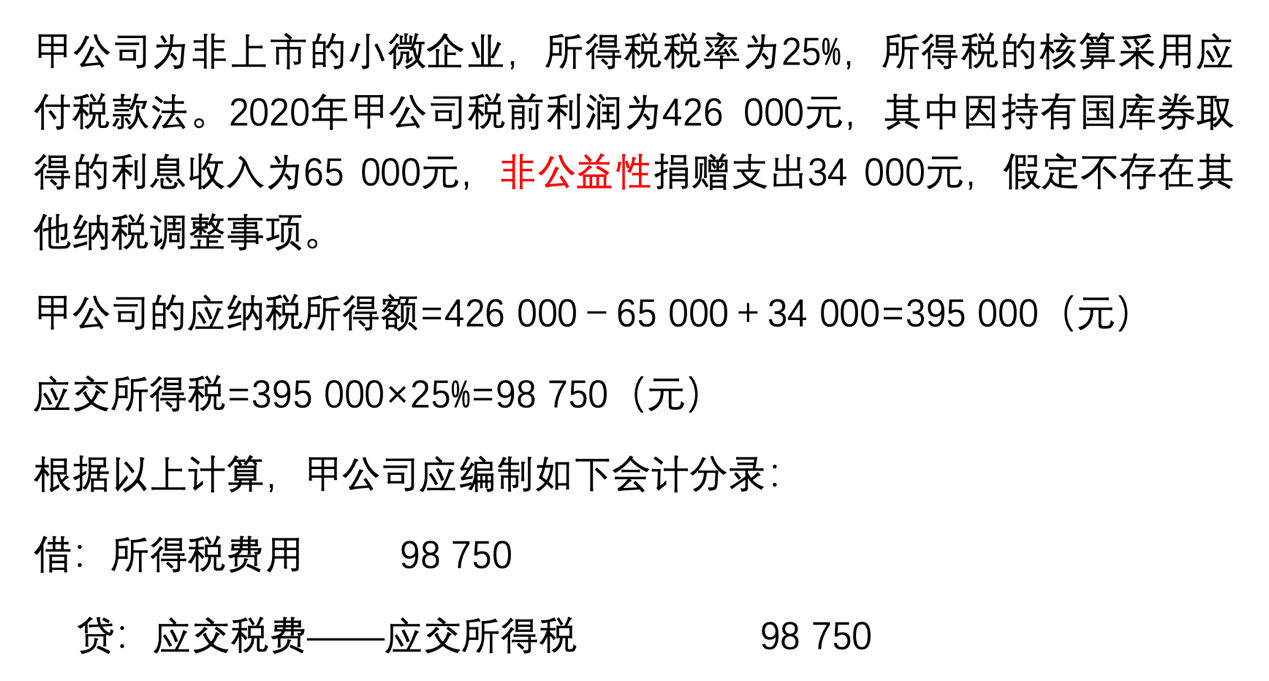 甲公司为非上市的小微企业，所得税税率为25%，所得税的核算采用应
付税款法。2020年甲公司税前利润为426 000元，其中因持有国库券取
得的利息收入为65 000元，非公益性捐赠支出34 000元，假定不存在其
他纳税调整事项。
甲公司的应纳税所得额=426 000－65 000＋34 000=395 000（元）
应交所得税=395 000×25%=98 750（元）
根据以上计算，甲公司应编制如下会计分录：
借：所得税费用 98 750
贷：应交税费——应交所得税 98 750